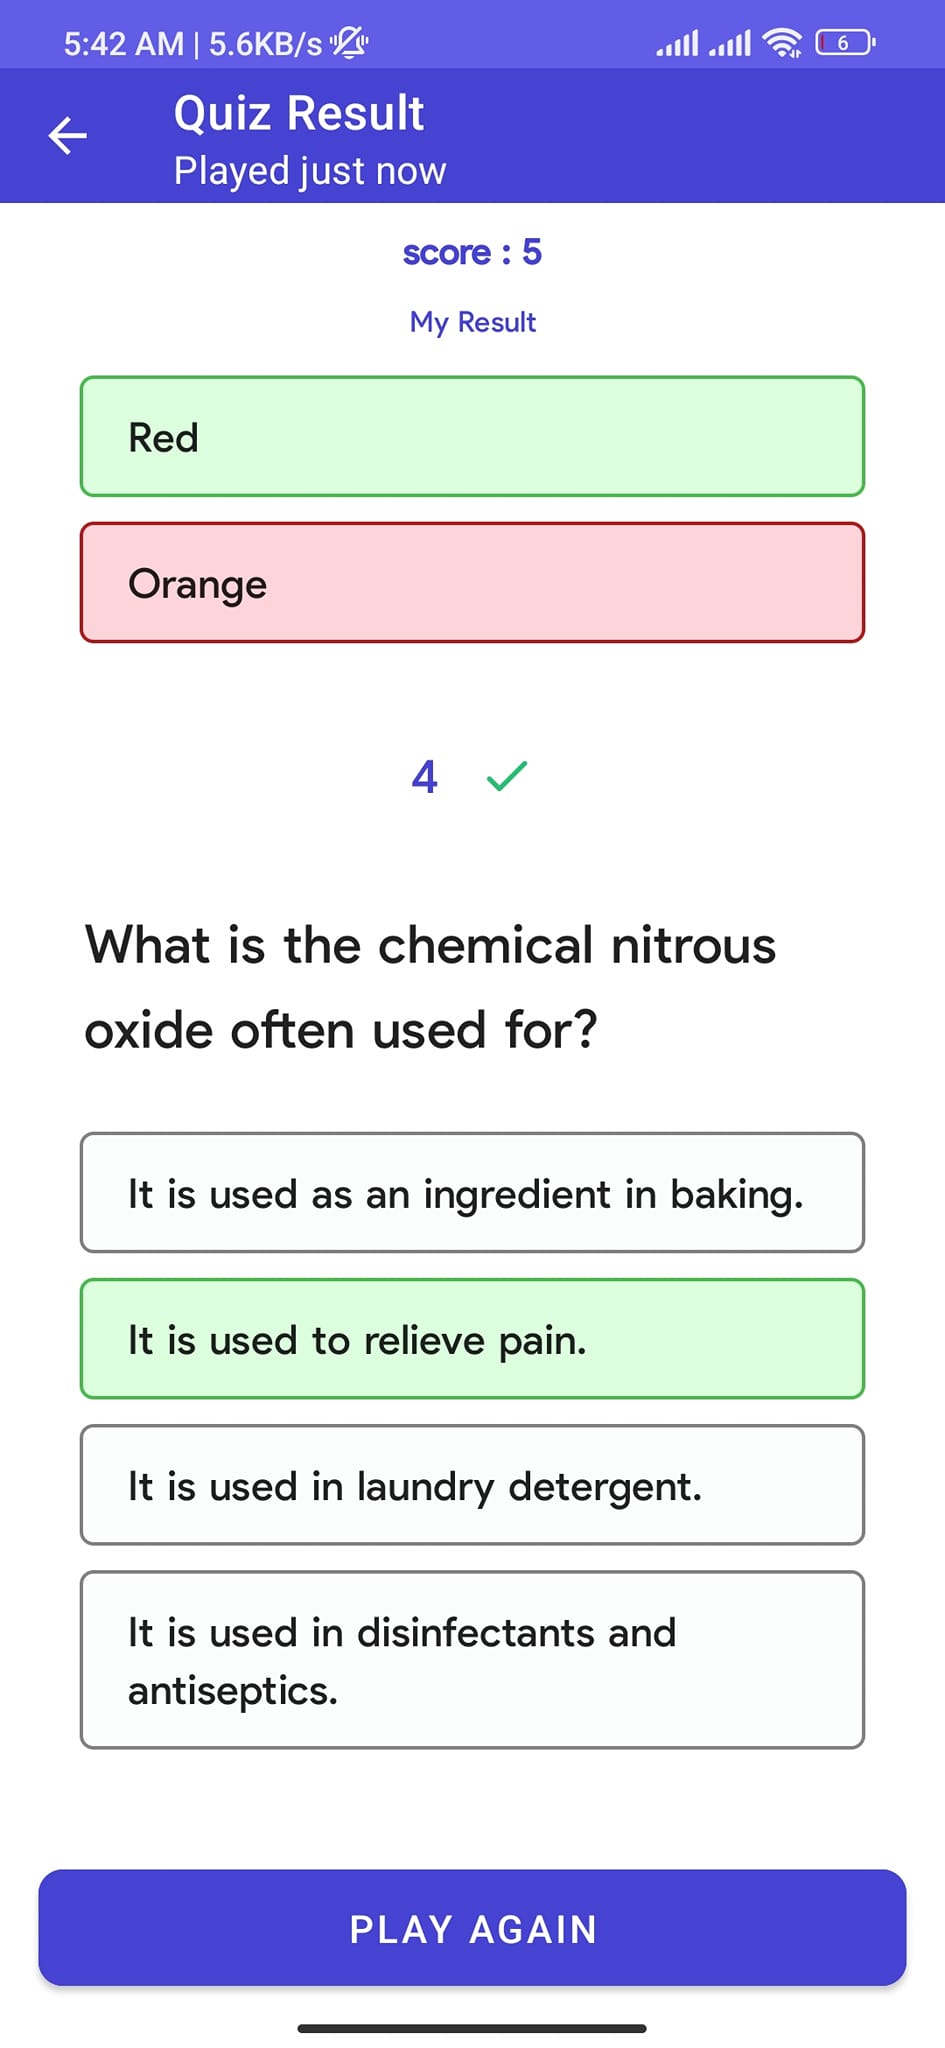 5:42 AM | 5.6KB/s 6
Quiz Result
Played just now
score : 5
My Result
Red
Orange
4
What is the chemical nitrous
oxide often used for?
It is used as an ingredient in baking.
It is used to relieve pain.
It is used in laundry detergent.
It is used in disinfectants and
antiseptics.
PLAY AGAIN